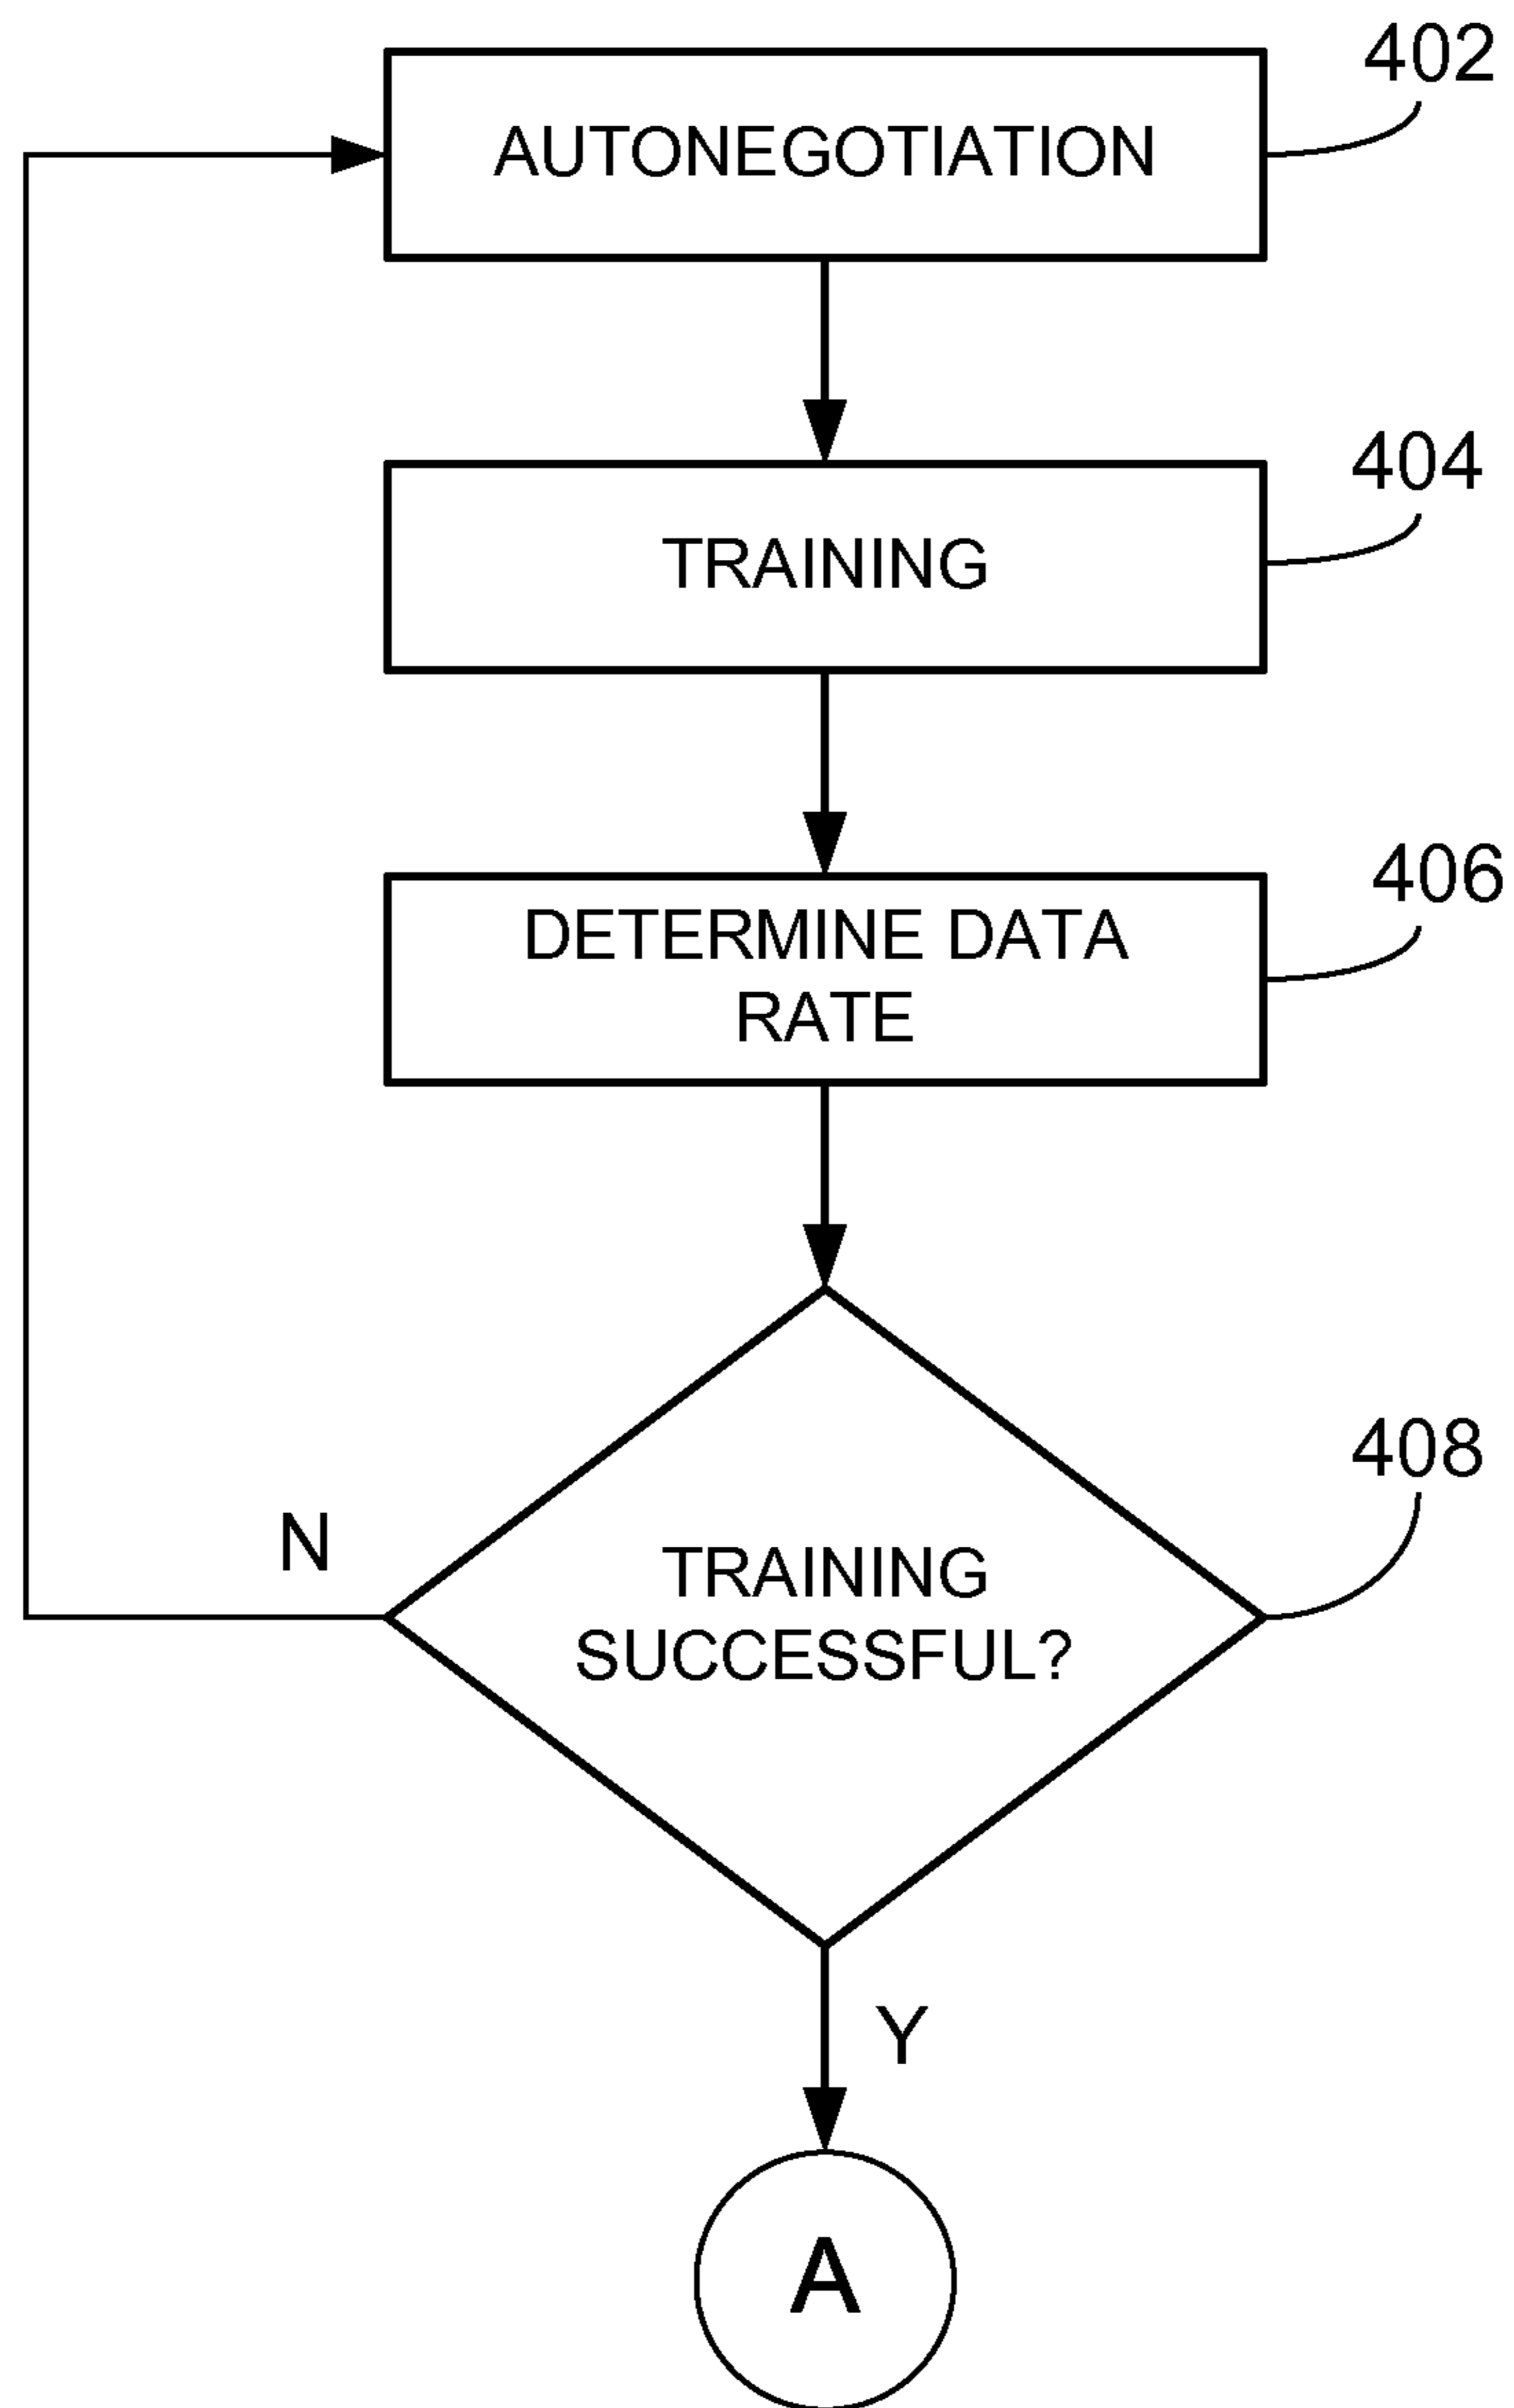 402
AUTONEGOTIATION
404
TRAINING
406
DETERMINE DATA
RATE
408
N
TRAINING
SUCCESSFUL?
Y
A